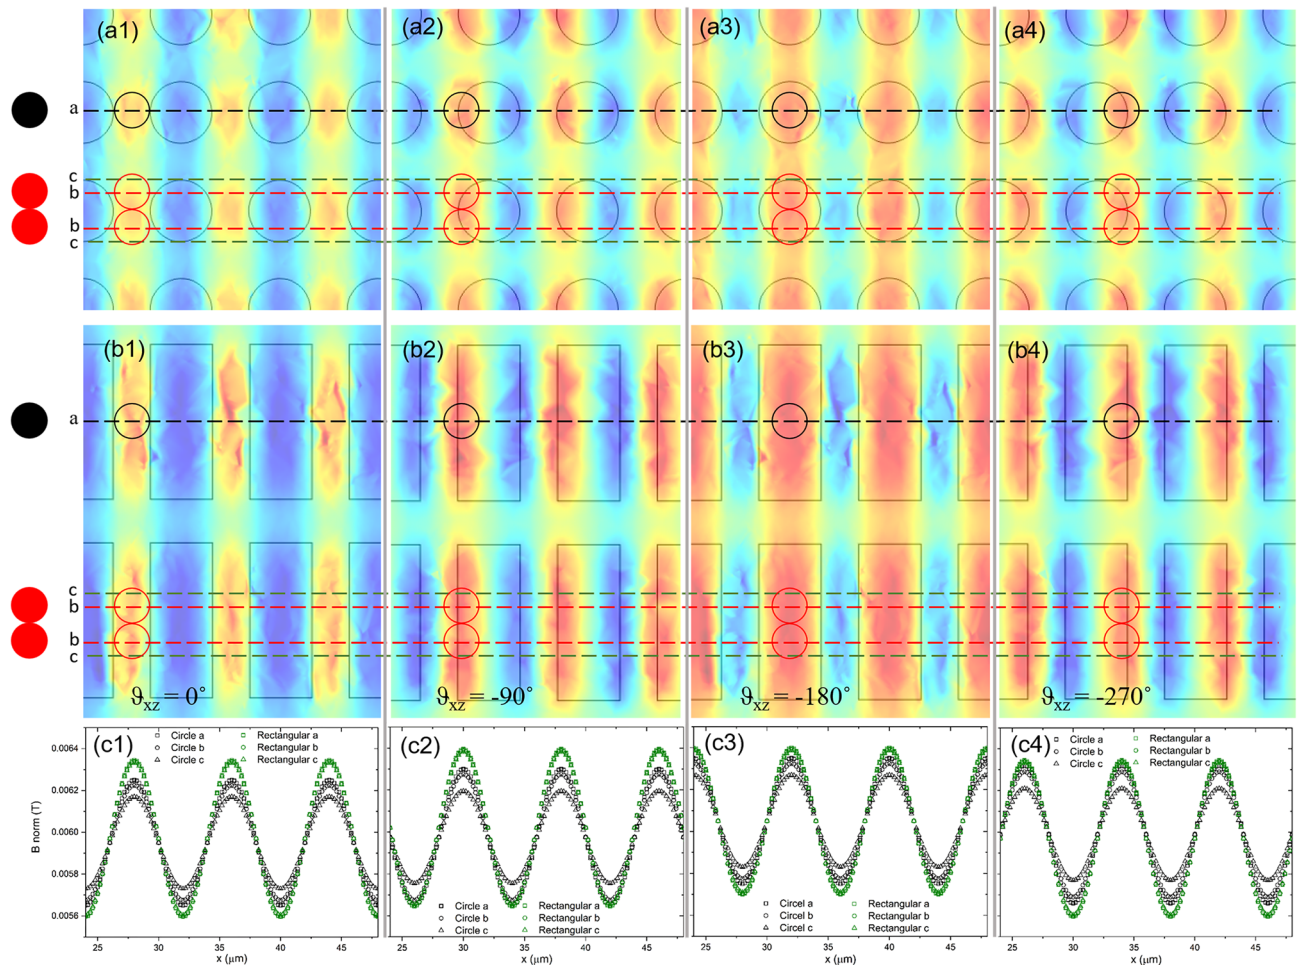 (a1) (a2) (a3) (a4)
a
c
b
b
c
(b1) (b2) (b3) (b4)
a
c
b
b
c
ϑxz = 0° ϑxz = -90° ϑxz = -180° ϑxz = -270°
(c1)
Circle a Rectangular a
Circle b Rectangular b
Circle c Rectangular c
B norm (T)
0.0064
0.0062
0.0060
0.0058
0.0056
25 30 35 40 45
x (μm)
(c2)
Circle a Rectangular a
Circle b Rectangular b
Circle c Rectangular c
25 30 35 40 45
x (μm)
(c3)
Circel a Rectangular a
Circel b Rectangular b
Circel c Rectangular c
25 30 35 40 45
x (μm)
(c4)
Circle a Rectangular a
Circle b Rectangular b
Circle c Rectangular c
25 30 35 40 45
x (μm)